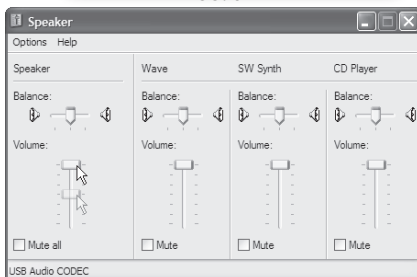 Speaker
Options Help
Speaker Wave SW Synth CD Player
Balance: Balance: Balance: Balance:
Volume: Volume: Volume: Volume:
Mute all Mute Mute Mute
USB Audio CODEC